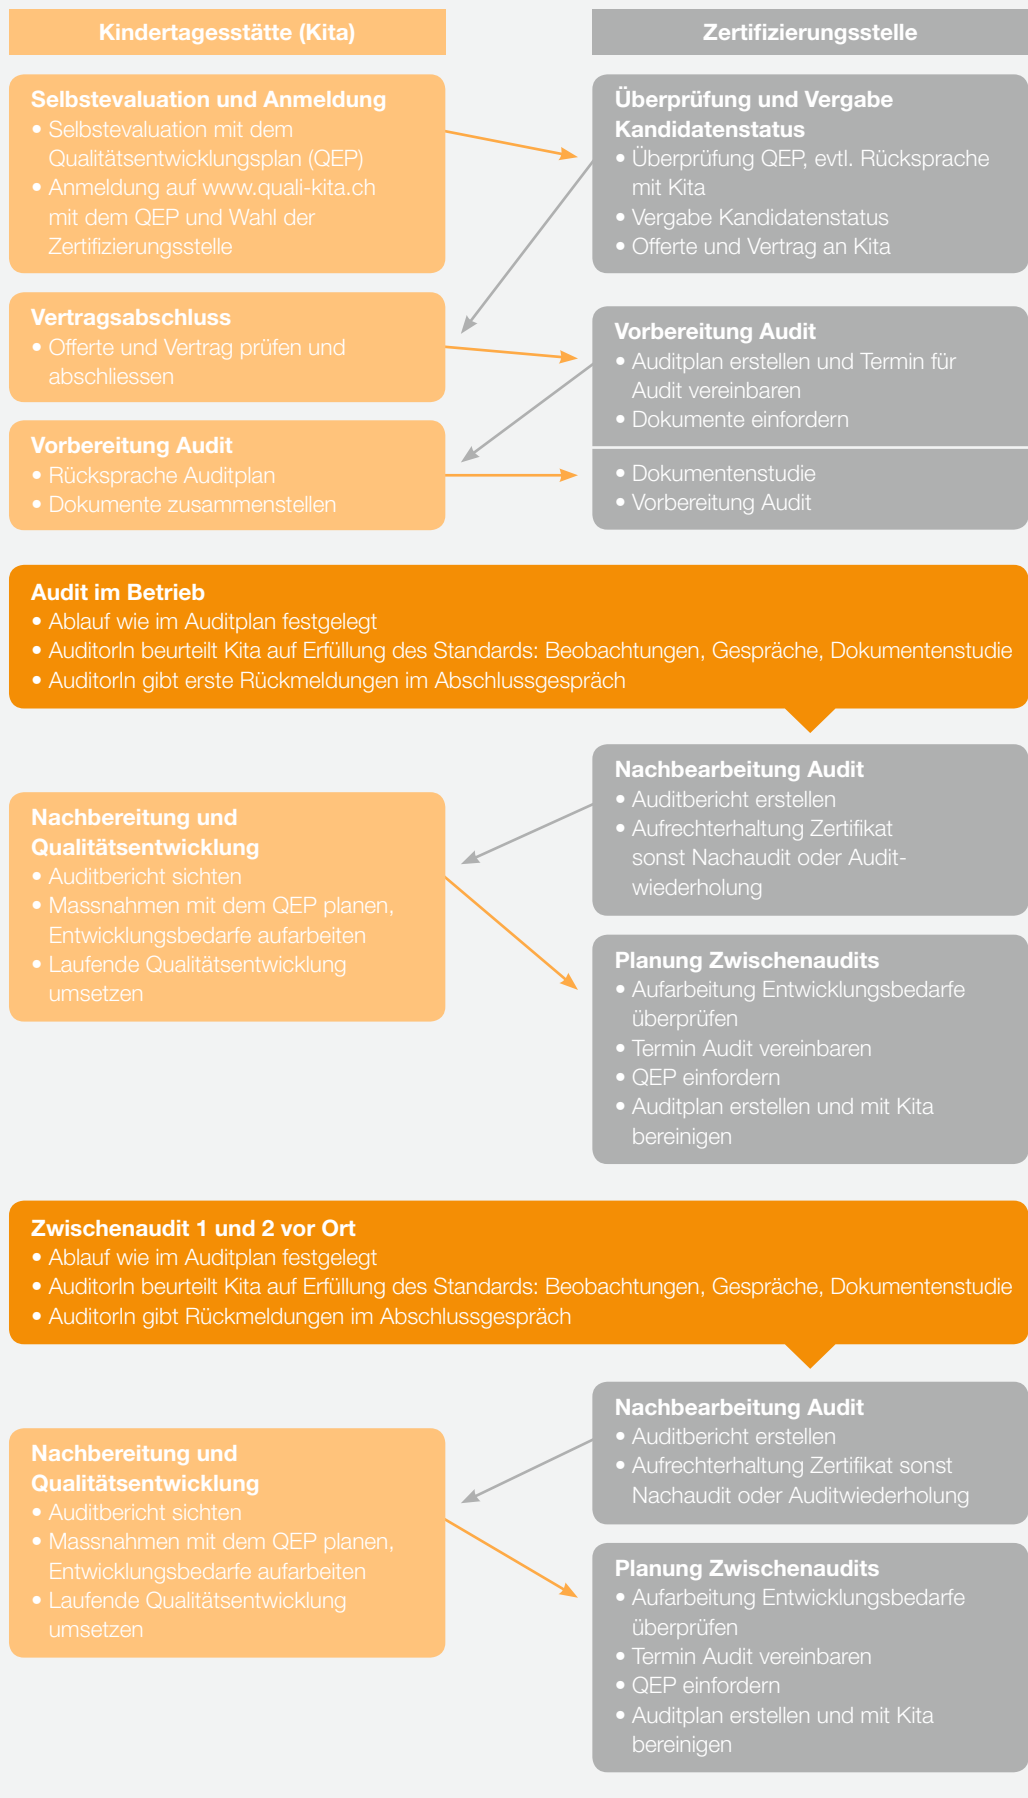 Kindertagesstätte (Kita)
Zertifizierungsstelle
Selbstevaluation und Anmeldung
• Selbstevaluation mit dem
Qualitätsentwicklungsplan (QEP)
• Anmeldung auf www.quali-kita.ch
mit dem QEP und Wahl der
Zertifizierungsstelle
Überprüfung und Vergabe
Kandidatenstatus
• Überprüfung QEP, evtl. Rücksprache
mit Kita
• Vergabe Kandidatenstatus
• Offerte und Vertrag an Kita
Vertragsabschluss
• Offerte und Vertrag prüfen und
abschliessen
Vorbereitung Audit
• Auditplan erstellen und Termin für
Audit vereinbaren
• Dokumente einfordern
Vorbereitung Audit
• Rücksprache Auditplan
• Dokumente zusammenstellen
• Dokumentenstudie
• Vorbereitung Audit
Audit im Betrieb
• Ablauf wie im Auditplan festgelegt
• AuditorIn beurteilt Kita auf Erfüllung des Standards: Beobachtungen, Gespräche, Dokumentenstudie
• AuditorIn gibt erste Rückmeldungen im Abschlussgespräch
Nachbearbeitung Audit
• Auditbericht erstellen
• Aufrechterhaltung Zertifikat
sonst Nachaudit oder Audit-
wiederholung
Nachbereitung und
Qualitätsentwicklung
• Auditbericht sichten
• Massnahmen mit dem QEP planen,
Entwicklungsbedarfe aufarbeiten
• Laufende Qualitätsentwicklung
umsetzen
Planung Zwischenaudits
• Aufarbeitung Entwicklungsbedarfe
überprüfen
• Termin Audit vereinbaren
• QEP einfordern
• Auditplan erstellen und mit Kita
bereinigen
Zwischenaudit 1 und 2 vor Ort
• Ablauf wie im Auditplan festgelegt
• AuditorIn beurteilt Kita auf Erfüllung des Standards: Beobachtungen, Gespräche, Dokumentenstudie
• AuditorIn gibt Rückmeldungen im Abschlussgespräch
Nachbearbeitung Audit
• Auditbericht erstellen
• Aufrechterhaltung Zertifikat sonst
Nachaudit oder Auditwiederholung
Nachbereitung und
Qualitätsentwicklung
• Auditbericht sichten
• Massnahmen mit dem QEP planen,
Entwicklungsbedarfe aufarbeiten
• Laufende Qualitätsentwicklung
umsetzen
Planung Zwischenaudits
• Aufarbeitung Entwicklungsbedarfe
überprüfen
• Termin Audit vereinbaren
• QEP einfordern
• Auditplan erstellen und mit Kita
bereinigen